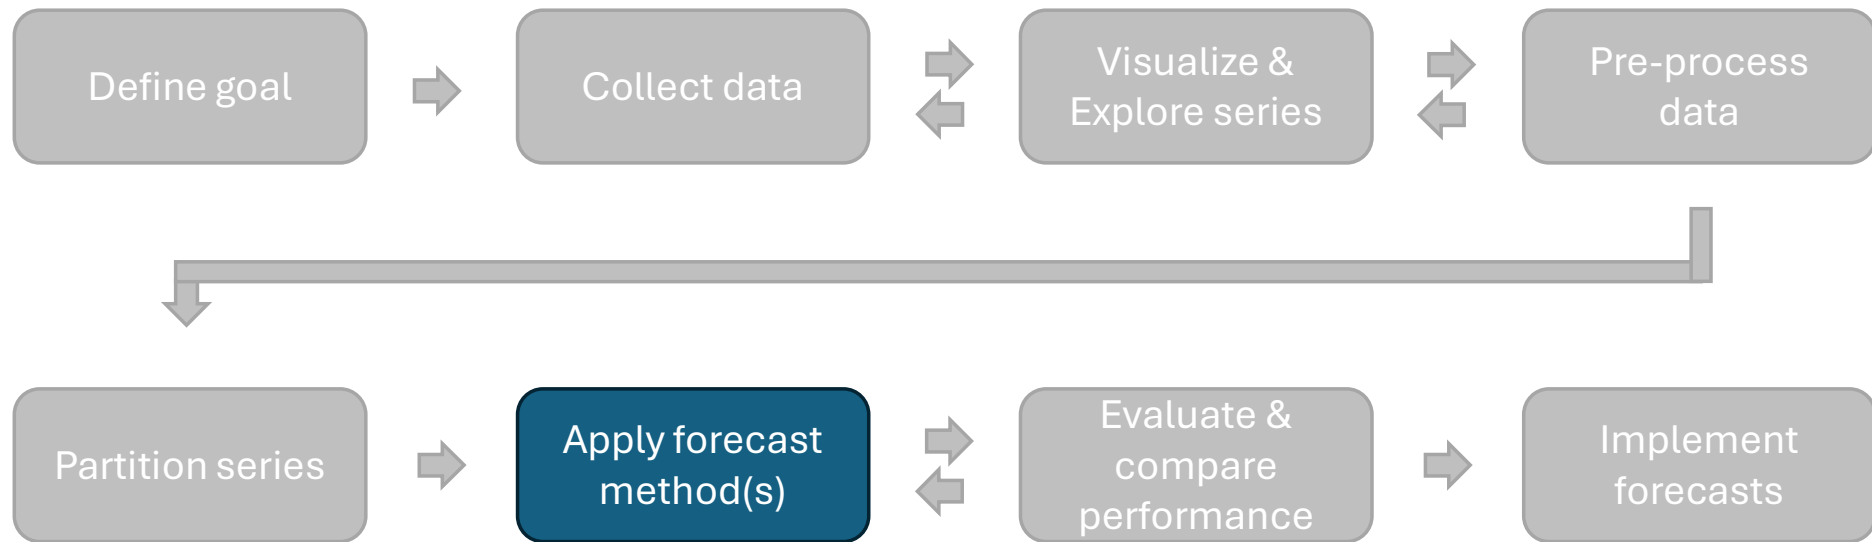 Define goal
Collect data
Visualize &
Explore series
Pre-process
data
Partition series
Apply forecast
method(s)
Evaluate &
compare
performance
Implement
forecasts